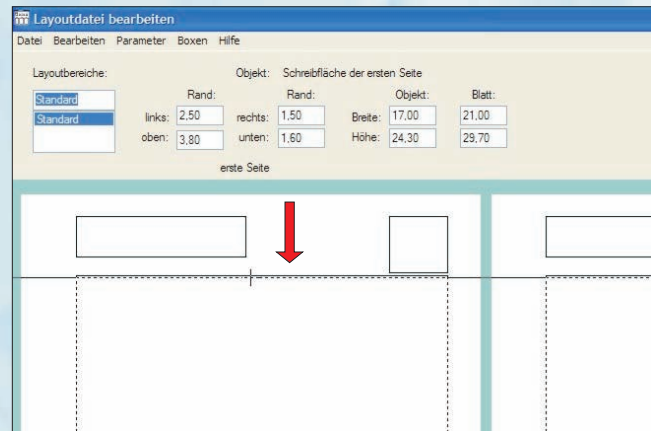 Layoutdatei bearbeiten
Datei Bearbeiten Parameter Boxen Hilfe
Layoutbereiche: Objekt: Schreibfläche der ersten Seite
Rand: Rand: Objekt: Blatt:
Standard
Standard
links: 2,50 rechts: 1,50 Breite: 17,00 21,00
oben: 3,80 unten: 1,60 Höhe: 24,30 29,70
erste Seite